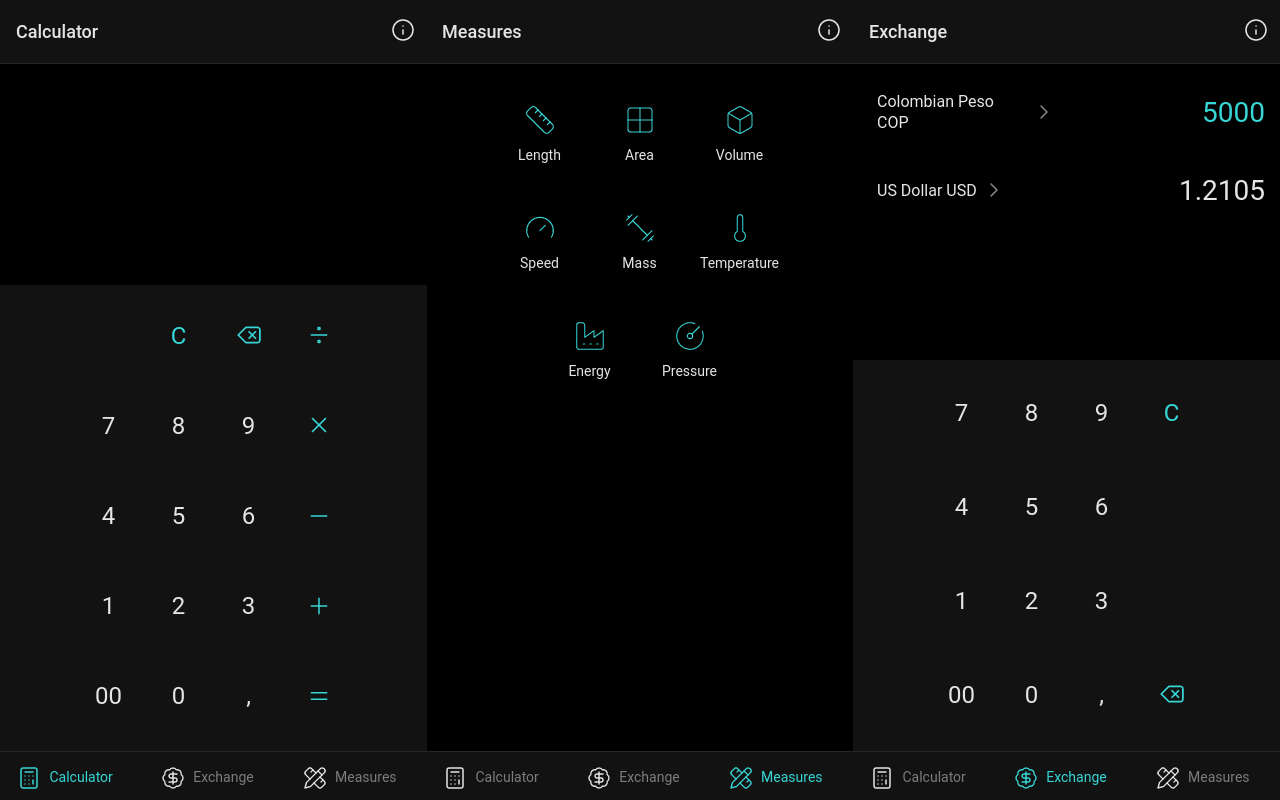 Calculator
C
÷
7 8 9 ×
4 5 6 −
1 2 3 +
00 0 , =
Calculator Exchange Measures
Measures
Length Area Volume
Speed Mass Temperature
Energy Pressure
Calculator Exchange Measures
Exchange
Colombian Peso
COP
5000
US Dollar USD
1.2105
7 8 9 C
4 5 6
1 2 3
00 0 ,
Calculator Exchange Measures